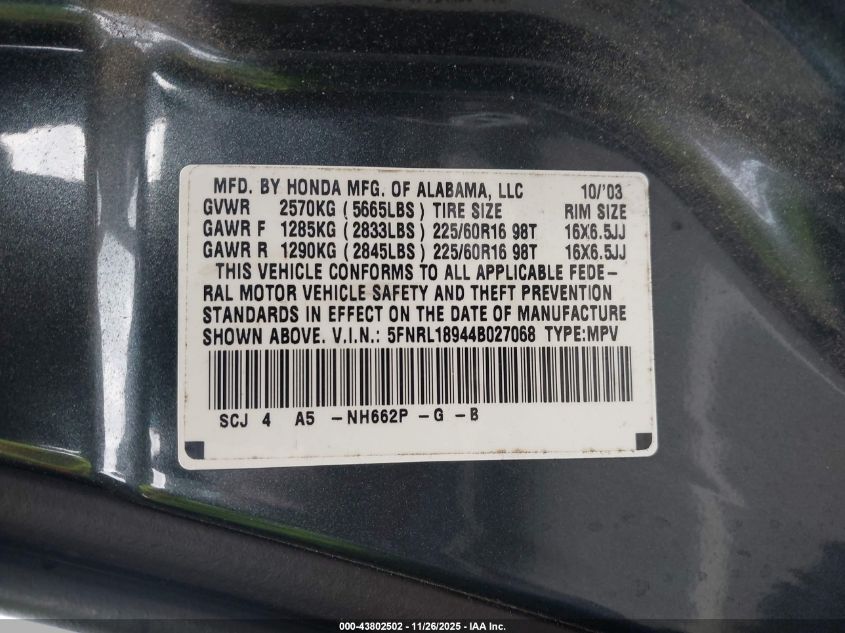 MFD. BY HONDA MFG. OF ALABAMA, LLC 10/'03
GVWR 2570KG (5665LBS) TIRE SIZE RIM SIZE
GAWR F 1285KG (2833LBS) 225/60R16 98T 16X6.5JJ
GAWR R 1290KG (2845LBS) 225/60R16 98T 16X6.5JJ
THIS VEHICLE CONFORMS TO ALL APPLICABLE FEDE-
RAL MOTOR VEHICLE SAFETY AND THEFT PREVENTION
STANDARDS IN EFFECT ON THE DATE OF MANUFACTURE
SHOWN ABOVE. V.I.N.: 5FNRL18944B027068 TYPE:MPV
SCJ 4 A5 -NH662P -G -B
000-43802502 - 11/26/2025 - IAA Inc.